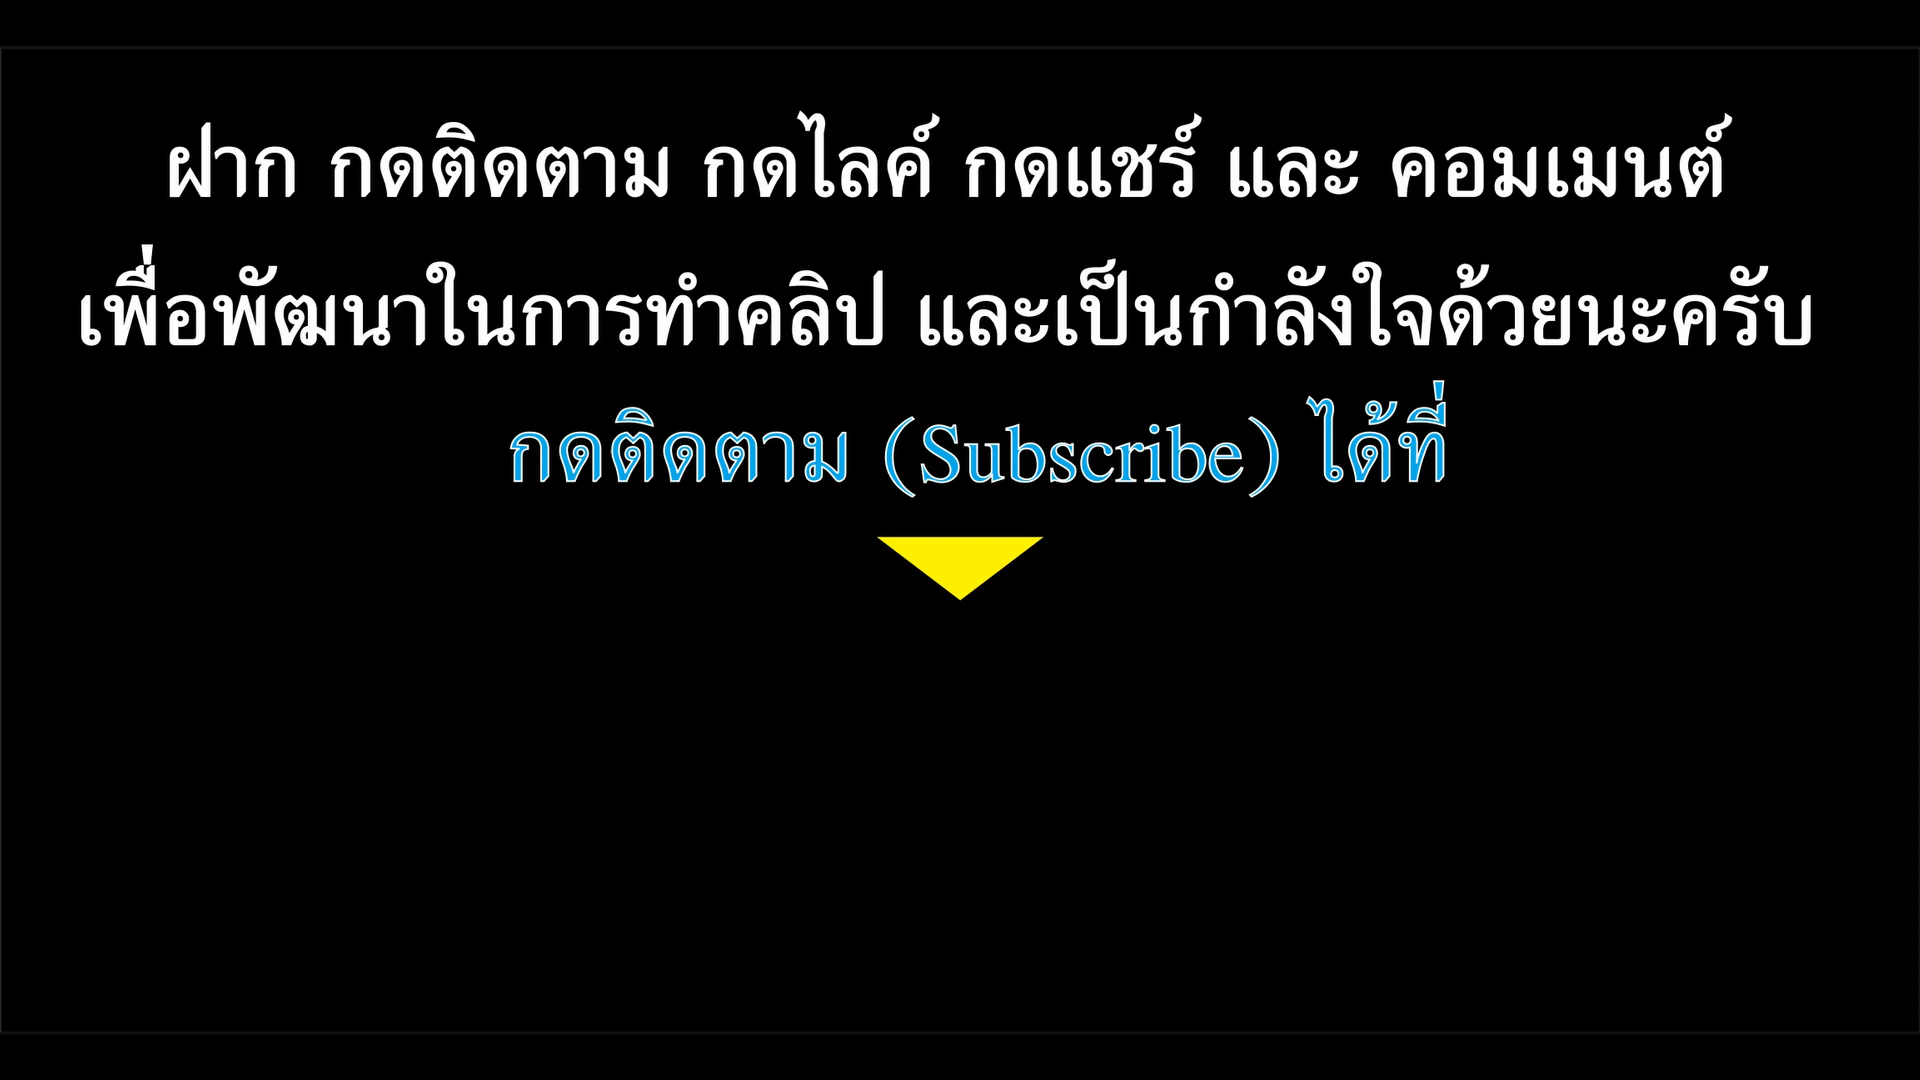 ฝาก กดติดตาม กดไลค์ กดแชร์ และ คอมเมนต์
เพื่อพัฒนาในการทำคลิป และเป็นกำลังใจด้วยนะครับ
กดติดตาม (Subscribe) ได้ที่